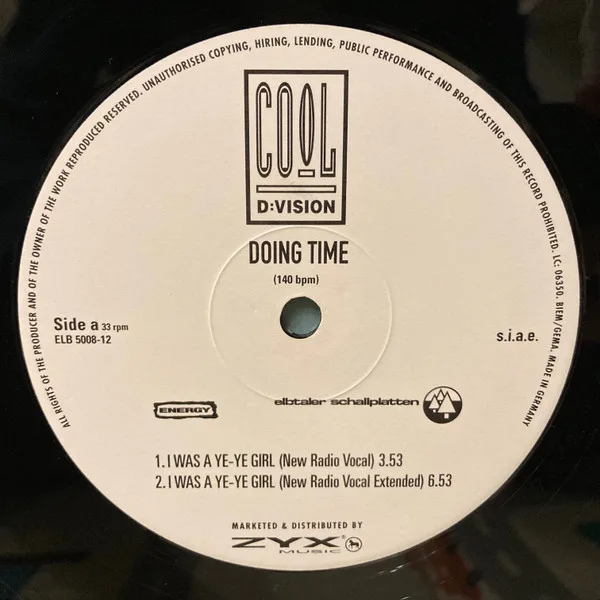 ALL RIGHTS OF THE PRODUCER AND OF THE OWNER OF THE WORK REPRODUCED RESERVED. UNAUTHORISED COPYING, HIRING, LENDING, PUBLIC PERFORMANCE AND BROADCASTING OF THIS RECORD PROHIBITED. LC: 06350. BIEM/GEMA. MADE IN GERMANY
COOL
D:VISION
DOING TIME
(140 bpm)
Side a 33 rpm
ELB 5008-12
s.i.a.e.
ENERGY
elbtaler schallplatten
1. I WAS A YE-YE GIRL (New Radio Vocal) 3.53
2. I WAS A YE-YE GIRL (New Radio Vocal Extended) 6.53
MARKETED & DISTRIBUTED BY
ZYX®
MUSIC